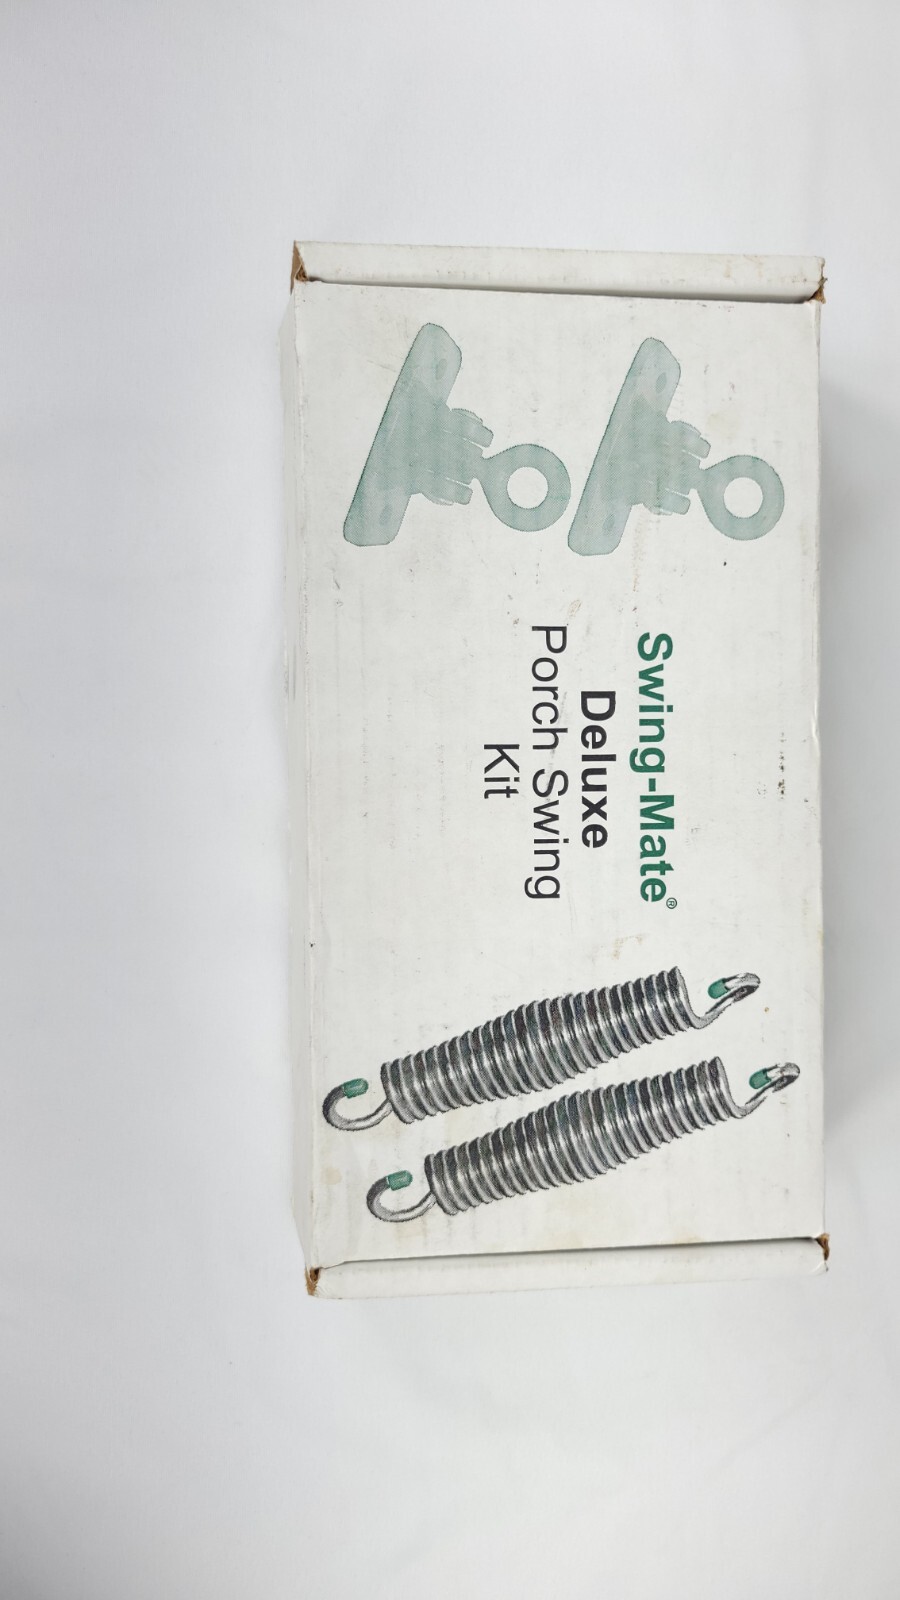 Swing-Mate®
Deluxe
Porch Swing
Kit